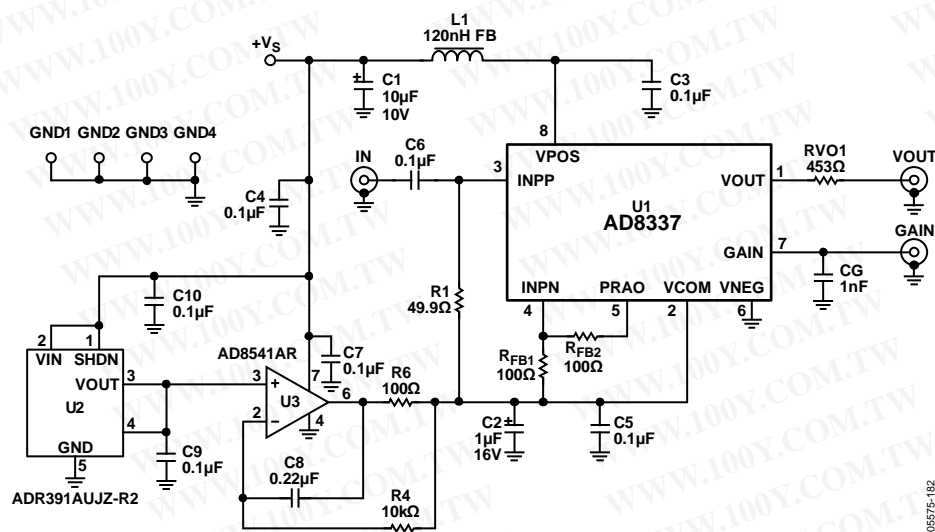 L1
120nH FB
+VS
C1
10µF
10V
C3
0.1µF
GND1 GND2 GND3 GND4
IN
C6
0.1µF
8
VPOS
3
INPP
RVO1
453Ω
VOUT
VOUT
1
U1
AD8337
C4
0.1µF
GAIN
GAIN
7
CG
1nF
R1
49.9Ω
INPN
PRAO
VCOM
VNEG
4
5
2
6
C10
0.1µF
2
1
VIN
SHDN
VOUT
3
U2
4
GND
5
C9
0.1µF
ADR391AUJZ-R2
AD8541AR
C7
0.1µF
3
+
7
U3
6
2
–
4
R6
100Ω
RFB1
100Ω
RFB2
100Ω
C2
1µF
16V
C5
0.1µF
C8
0.22µF
R4
10kΩ
05575-182
WWW.100Y.COM.TW